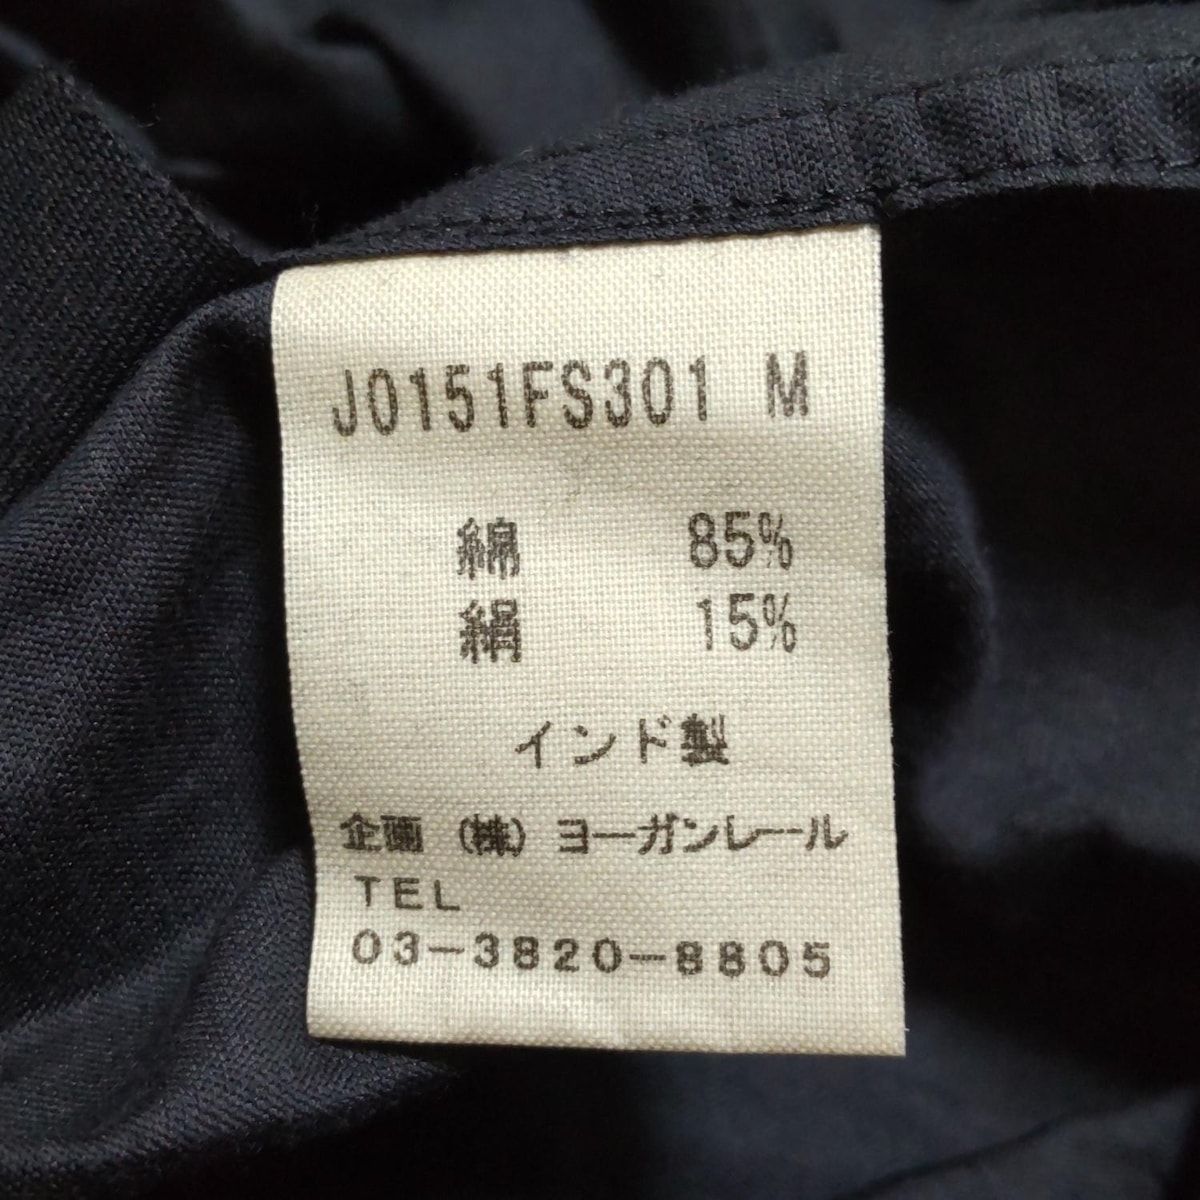 J0151FS301 M
綿 85%
絹 15%
インド製
企画 (株) ヨーガンレール
TEL
03-3820-8805